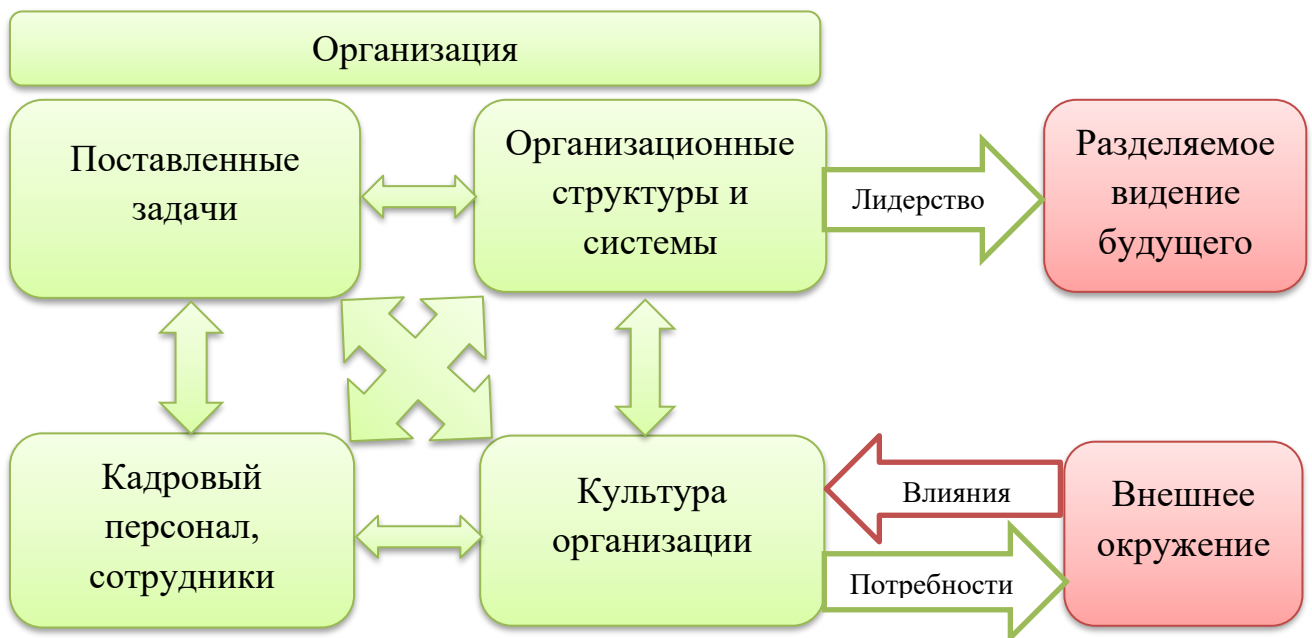 Организация
Поставленные
задачи
Организационные
структуры и
системы
Лидерство
Разделяемое
видение
будущего
Кадровый
персонал,
сотрудники
Культура
организации
Влияния
Потребности
Внешнее
окружение